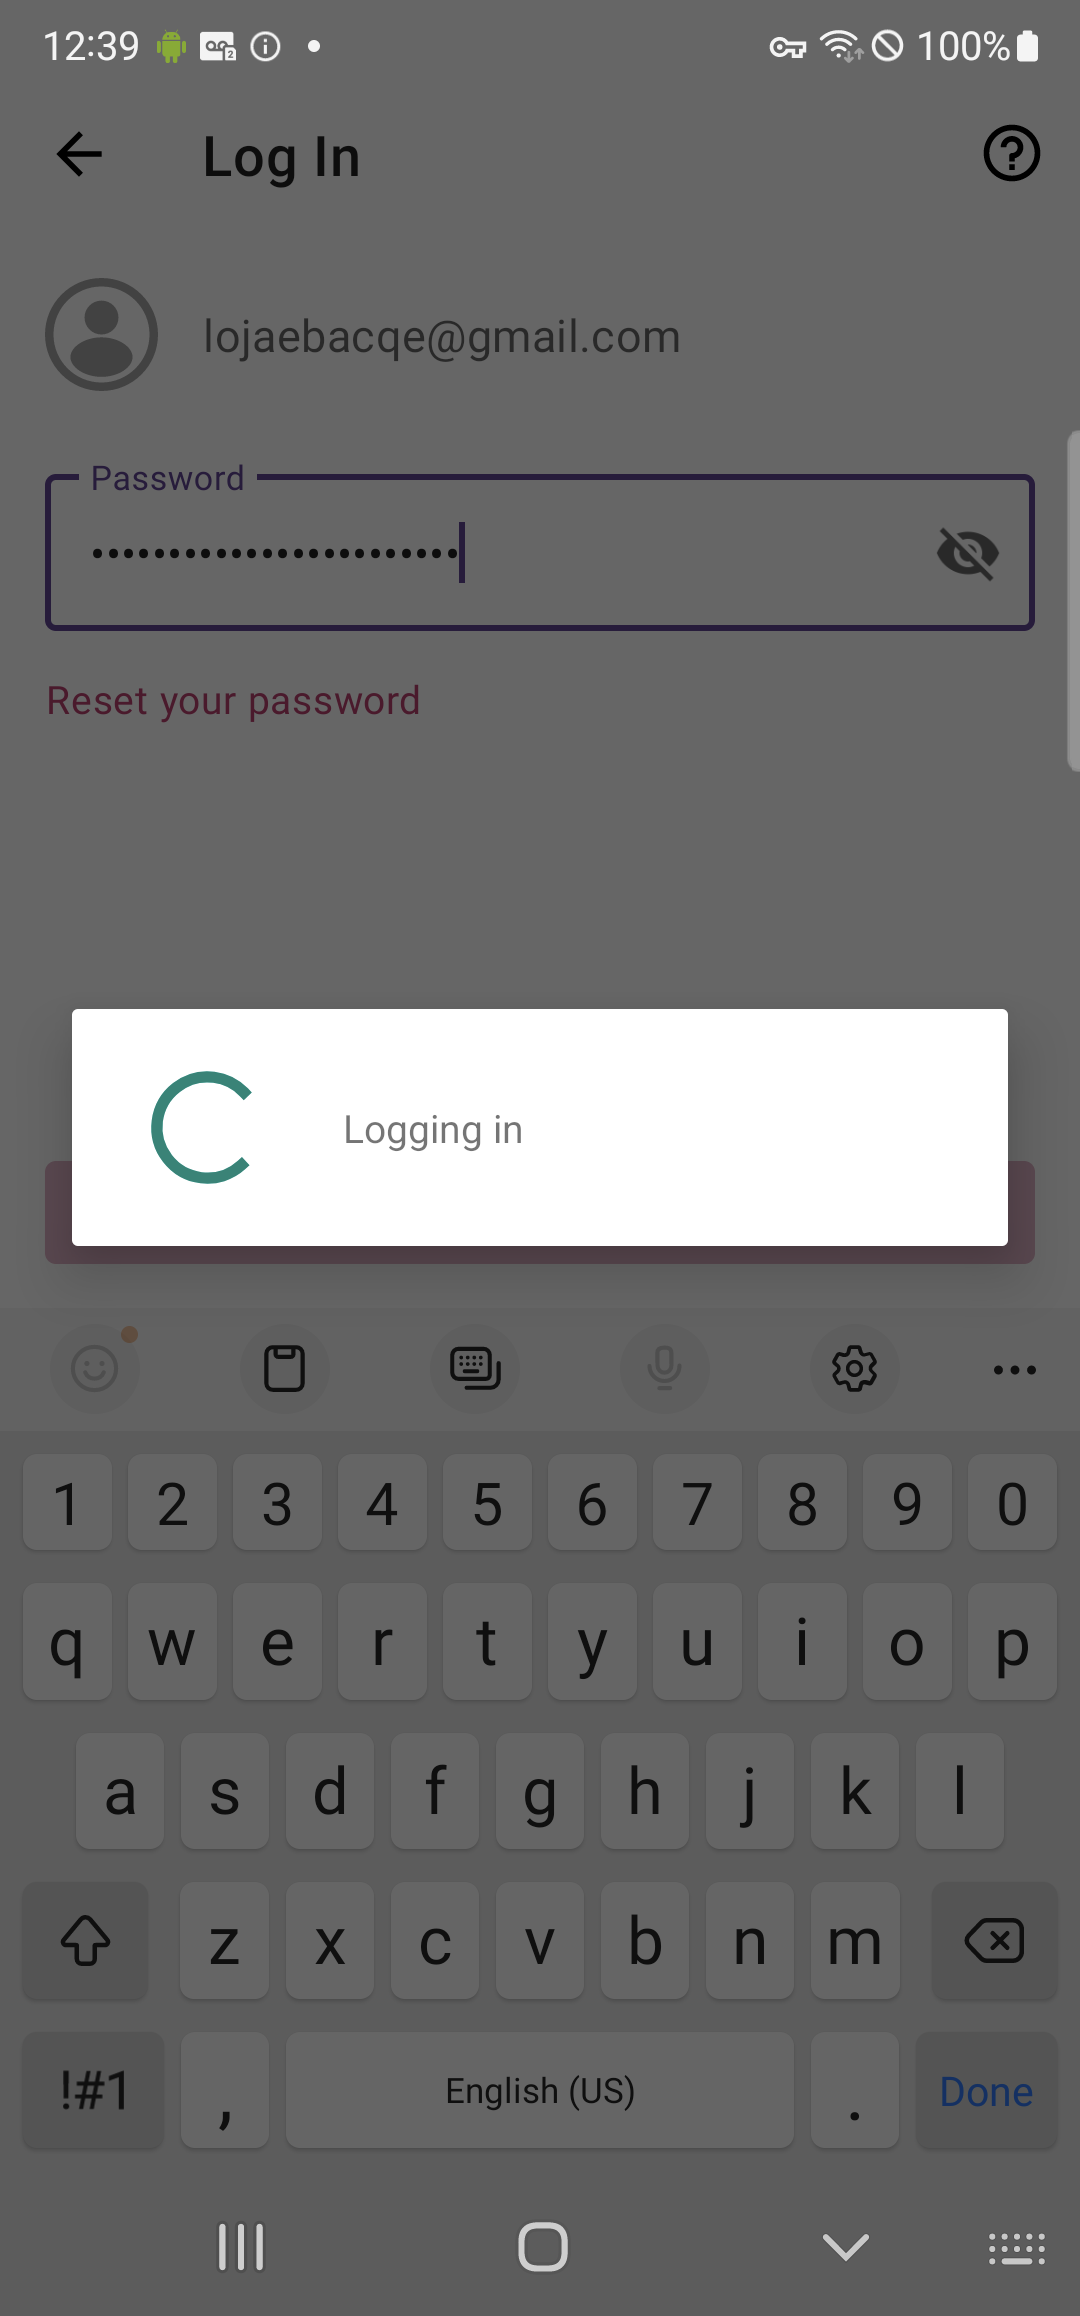 12:39 100%
Log In
lojaebacqe@gmail.com
Password
•••••••••••••••••••••••
Reset your password
Logging in
1 2 3 4 5 6 7 8 9 0
q w e r t y u i o p
a s d f g h j k l
z x c v b n m
!#1 , English (US) . Done